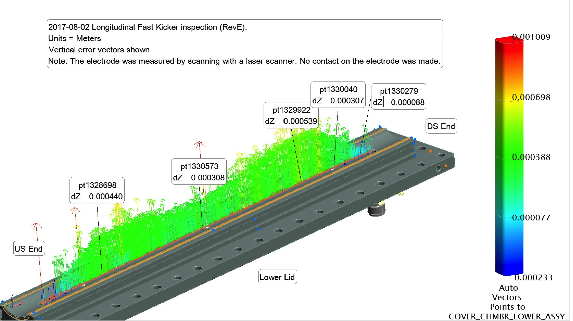 2017-08-02 Longitudinal Fast Kicker inspection (RevE).
Units = Meters
Vertical error vectors shown
Note: The electrode was measured by scanning with a laser scanner. No contact on the electrode was made.
0.001009
pt1330040
dZ 0.000307
pt1330279
dZ 0.000088
0.000698
pt1329922
dZ 0.000539
DS End
0.000388
pt1330573
dZ 0.000308
pt1328698
dZ 0.000440
0.000077
US End
Lower Lid
-0.000233
Auto
Vectors
Points to
COVER_CLMBR_LOWER_ASSY